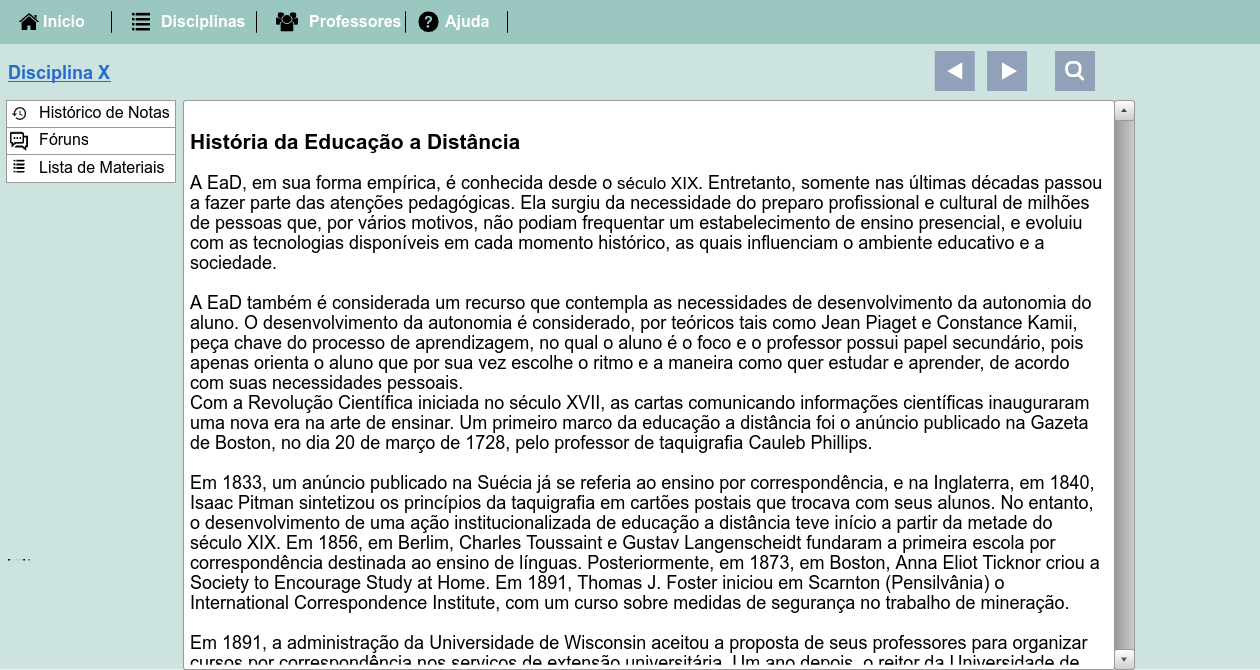 Início
Disciplinas
Professores
Ajuda
Disciplina X
Histórico de Notas
Fóruns
Lista de Materiais
História da Educação a Distância
A EaD, em sua forma empírica, é conhecida desde o século XIX. Entretanto, somente nas últimas décadas passou
a fazer parte das atenções pedagógicas. Ela surgiu da necessidade do preparo profissional e cultural de milhões
de pessoas que, por vários motivos, não podiam frequentar um estabelecimento de ensino presencial, e evoluiu
com as tecnologias disponíveis em cada momento histórico, as quais influenciam o ambiente educativo e a
sociedade.
A EaD também é considerada um recurso que contempla as necessidades de desenvolvimento da autonomia do
aluno. O desenvolvimento da autonomia é considerado, por teóricos tais como Jean Piaget e Constance Kamii,
peça chave do processo de aprendizagem, no qual o aluno é o foco e o professor possui papel secundário, pois
apenas orienta o aluno que por sua vez escolhe o ritmo e a maneira como quer estudar e aprender, de acordo
com suas necessidades pessoais.
Com a Revolução Científica iniciada no século XVII, as cartas comunicando informações científicas inauguraram
uma nova era na arte de ensinar. Um primeiro marco da educação a distância foi o anúncio publicado na Gazeta
de Boston, no dia 20 de março de 1728, pelo professor de taquigrafia Cauleb Phillips.
Em 1833, um anúncio publicado na Suécia já se referia ao ensino por correspondência, e na Inglaterra, em 1840,
Isaac Pitman sintetizou os princípios da taquigrafia em cartões postais que trocava com seus alunos. No entanto,
o desenvolvimento de uma ação institucionalizada de educação a distância teve início a partir da metade do
século XIX. Em 1856, em Berlim, Charles Toussaint e Gustav Langenscheidt fundaram a primeira escola por
correspondência destinada ao ensino de línguas. Posteriormente, em 1873, em Boston, Anna Eliot Ticknor criou a
Society to Encourage Study at Home. Em 1891, Thomas J. Foster iniciou em Scarnton (Pensilvânia) o
International Correspondence Institute, com um curso sobre medidas de segurança no trabalho de mineração.
Em 1891, a administração da Universidade de Wisconsin aceitou a proposta de seus professores para organizar
cursos por correspondência nos serviços de extensão universitária. Um ano depois, o reitor da Universidade de